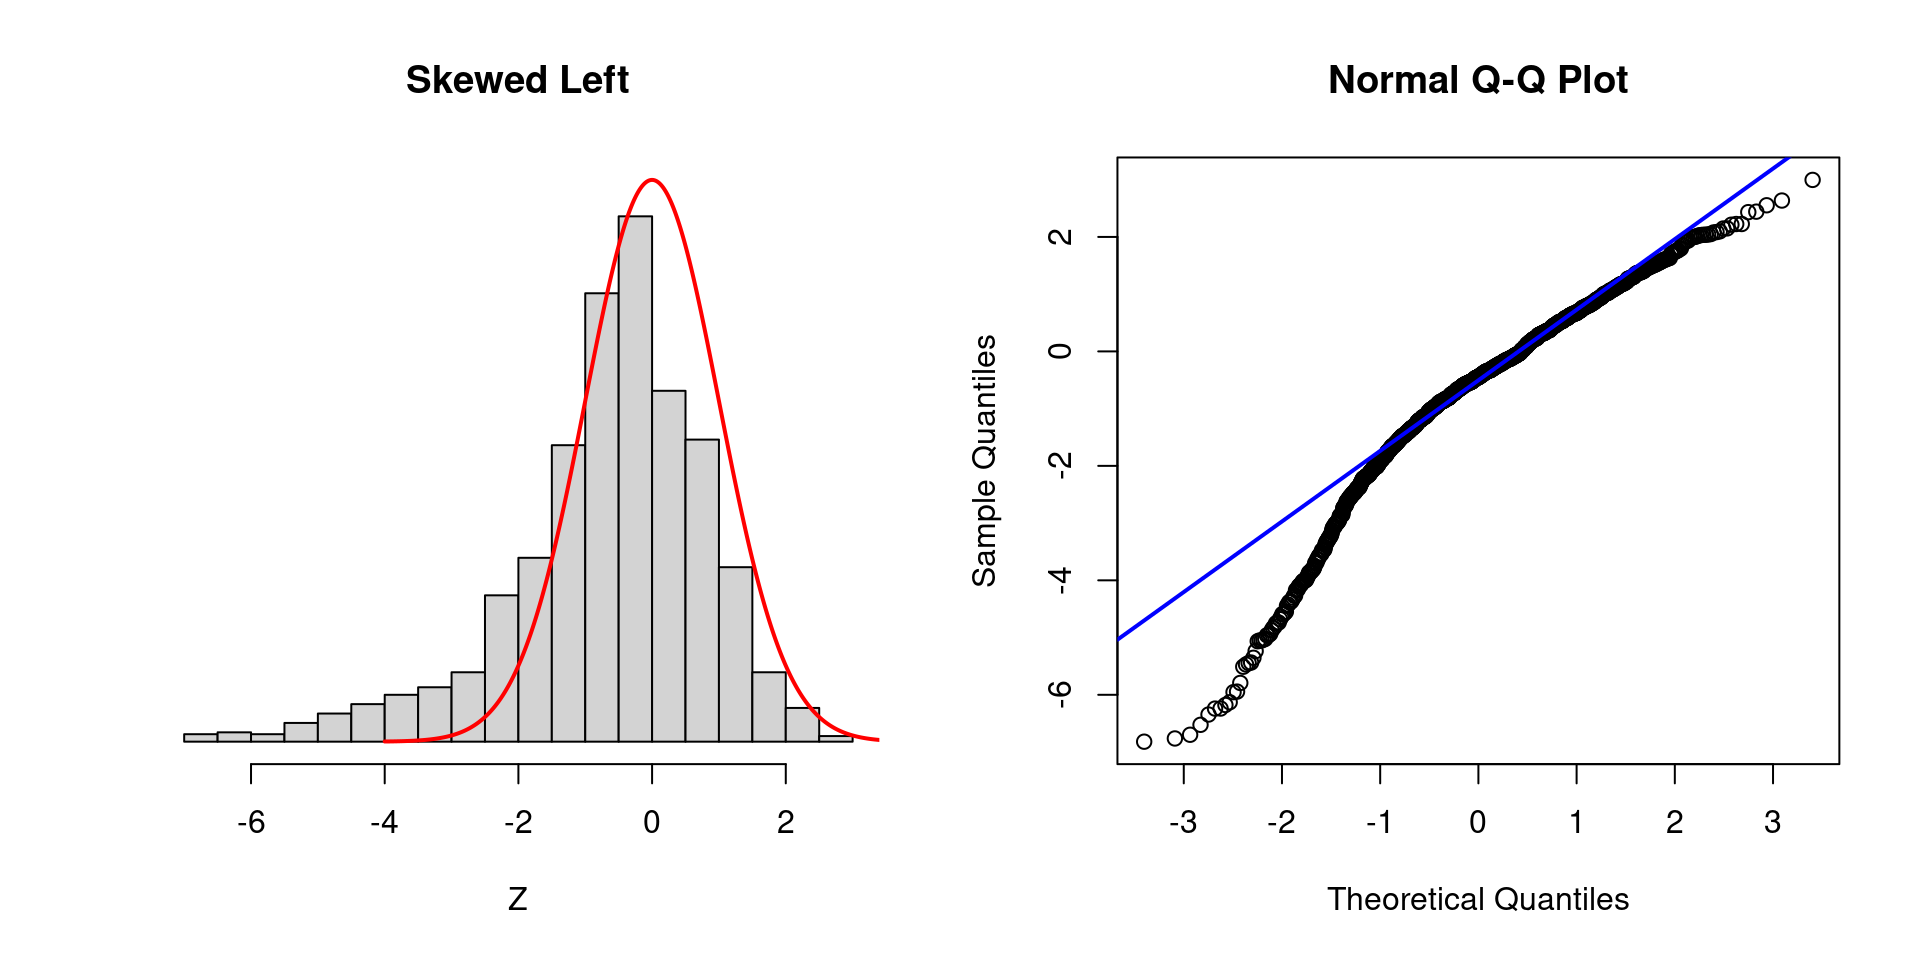 Skewed Left
-6 -4 -2 0 2
Z
Normal Q-Q Plot
Sample Quantiles
2
0
-2
-4
-6
-3 -2 -1 0 1 2 3
Theoretical Quantiles